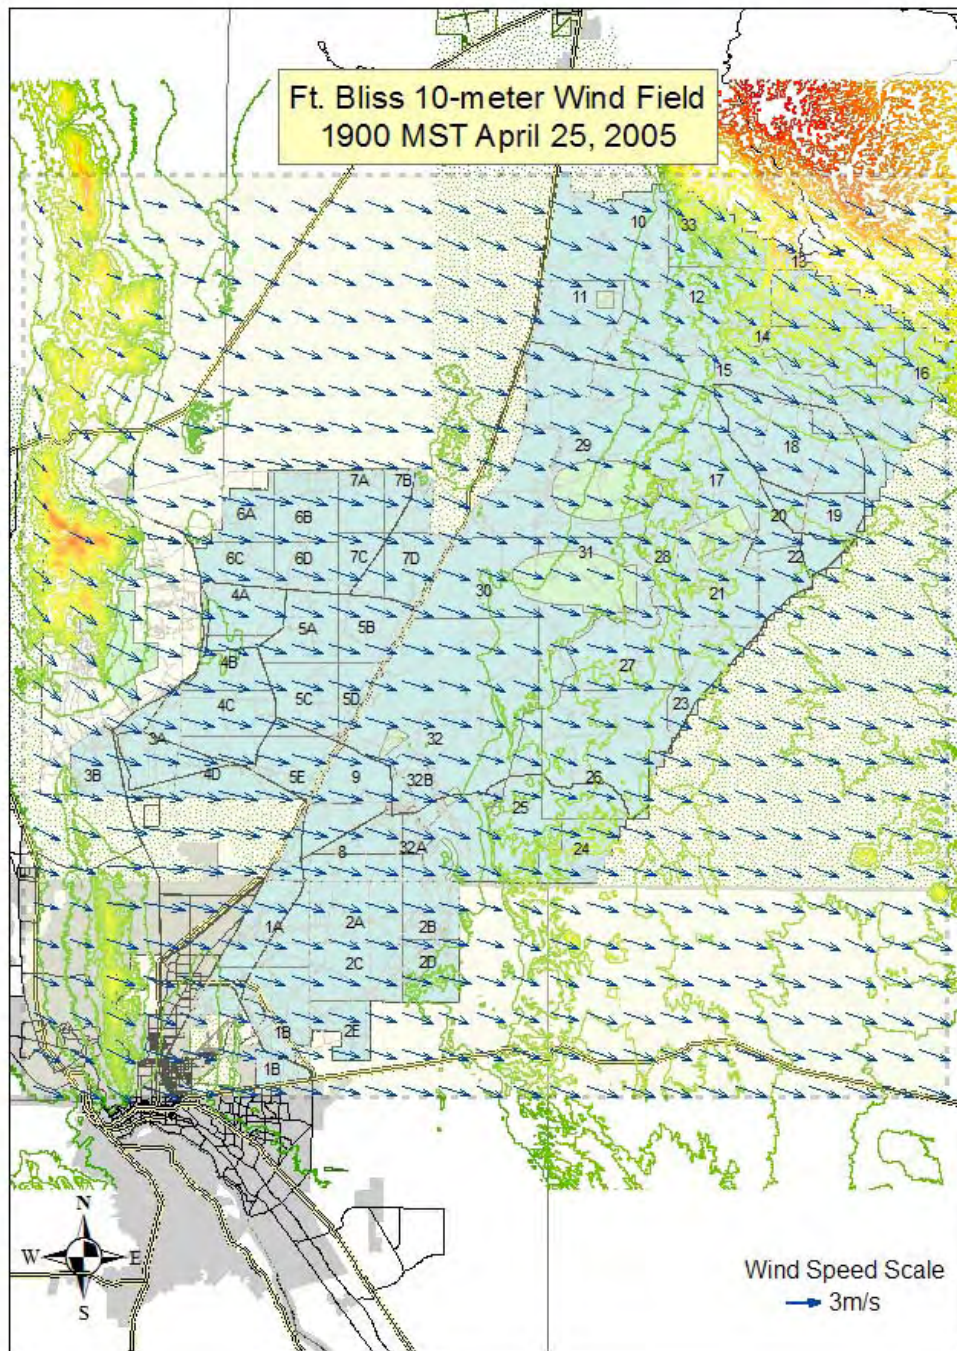 Ft. Bliss 10-meter Wind Field
1900 MST April 25, 2005
10
33
13
11
12
14
15
16
29
18
7A
7B
17
6A
6B
20
19
6C
6D
7C
7D
31
28
22
4A
30
21
5A
5B
4B
27
4C
5C
5D
23
3A
32
3B
4D
5E
9
32B
26
25
8
32A
24
1A
2A
2B
2C
2D
1B
2E
1B
N
W
E
S
Wind Speed Scale
3m/s